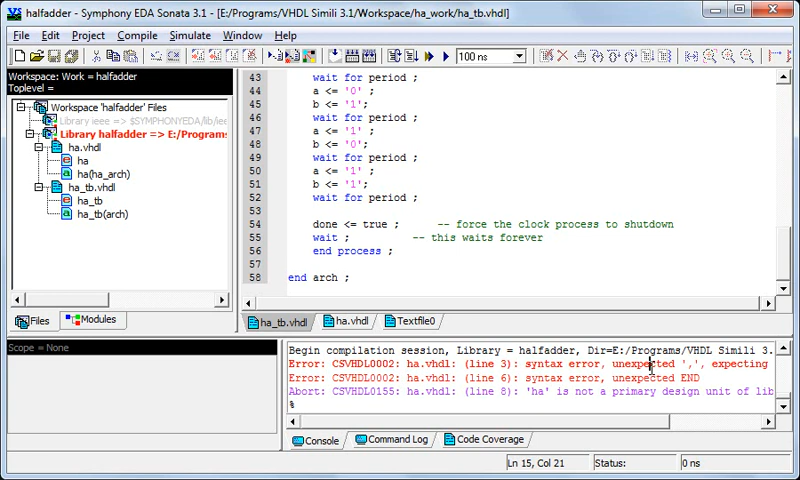 halfadder - Symphony EDA Sonata 3.1 - [E:/Programs/VHDL Simili 3.1/Workspace/ha_work/ha_tb.vhdl]
File Edit Project Compile Simulate Window Help
100 ns
Workspace: Work = halfadder
Toplevel =
Workspace 'halfadder' Files
Library ieee => $SYMPHONYEDA/lib/iee
Library halfadder => E:/Programs
ha.vhdl
ha
ha(ha_arch)
ha_tb.vhdl
ha_tb
ha_tb(arch)
Files Modules
43 wait for period ;
44 a <= '0' ;
45 b <= '1';
46 wait for period ;
47 a <= '1' ;
48 b <= '0';
49 wait for period ;
50 a <= '1' ;
51 b <= '1';
52 wait for period ;
53
54 done <= true ; -- force the clock process to shutdown
55 wait ; -- this waits forever
56 end process ;
57
58 end arch ;
ha_tb.vhdl ha.vhdl Textfile0
Scope = None
Begin compilation session, Library = halfadder, Dir=E:/Programs/VHDL Simili 3.
Error: CSVHDL0002: ha.vhdl: (line 3): syntax error, unexpected ',', expecting
Error: CSVHDL0002: ha.vhdl: (line 6): syntax error, unexpected END
Abort: CSVHDL0155: ha.vhdl: (line 8): 'ha' is not a primary design unit of lib
%
Console Command Log Code Coverage
Ln 15, Col 21 Status: 0 ns